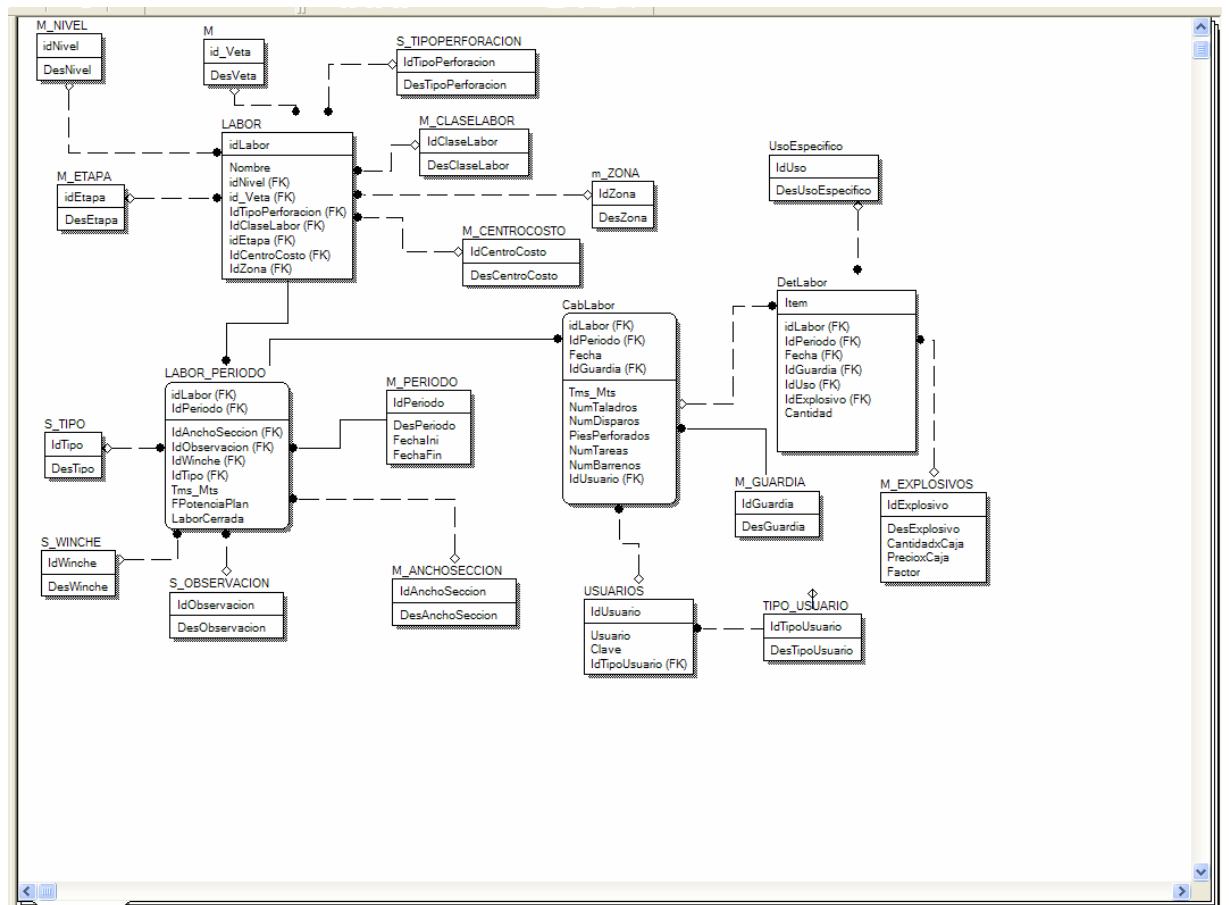 M_NIVEL
idNivel
DesNivel
M
id_Veta
DesVeta
S_TIPOPERFORACION
IdTipoPerforacion
DesTipoPerforacion
LABOR
idLabor
Nombre
idNivel (FK)
id_Veta (FK)
IdTipoPerforacion (FK)
IdClaseLabor (FK)
idEtapa (FK)
IdCentroCosto (FK)
IdZona (FK)
M_CLASELABOR
IdClaseLabor
DesClaseLabor
M_ETAPA
idEtapa
DesEtapa
m_ZONA
IdZona
DesZona
M_CENTROCOSTO
IdCentroCosto
DesCentroCosto
UsoEspecifico
IdUso
DesUsoEspecifico
DetLabor
Item
idLabor (FK)
IdPeriodo (FK)
Fecha (FK)
IdGuardia (FK)
IdUso (FK)
IdExplosivo (FK)
Cantidad
CabLabor
idLabor (FK)
IdPeriodo (FK)
Fecha
IdGuardia (FK)
Tms_Mts
NumTaladros
NumDisparos
PiesPerforados
NumTareas
NumBarrenos
IdUsuario (FK)
LABOR_PERIODO
idLabor (FK)
IdPeriodo (FK)
IdAnchoSeccion (FK)
IdObservacion (FK)
IdWinche (FK)
IdTipo (FK)
Tms_Mts
FPotenciaPlan
LaborCerrada
M_PERIODO
IdPeriodo
DesPeriodo
FechaIni
FechaFin
S_TIPO
IdTipo
DesTipo
S_WINCHE
IdWinche
DesWinche
S_OBSERVACION
IdObservacion
DesObservacion
M_ANCHOSECCION
IdAnchoSeccion
DesAnchoSeccion
M_GUARDIA
IdGuardia
DesGuardia
M_EXPLOSIVOS
IdExplosivo
DesExplosivo
CantidadxCaja
PrecioxCaja
Factor
USUARIOS
IdUsuario
Usuario
Clave
IdTipoUsuario (FK)
TIPO_USUARIO
IdTipoUsuario
DesTipoUsuario